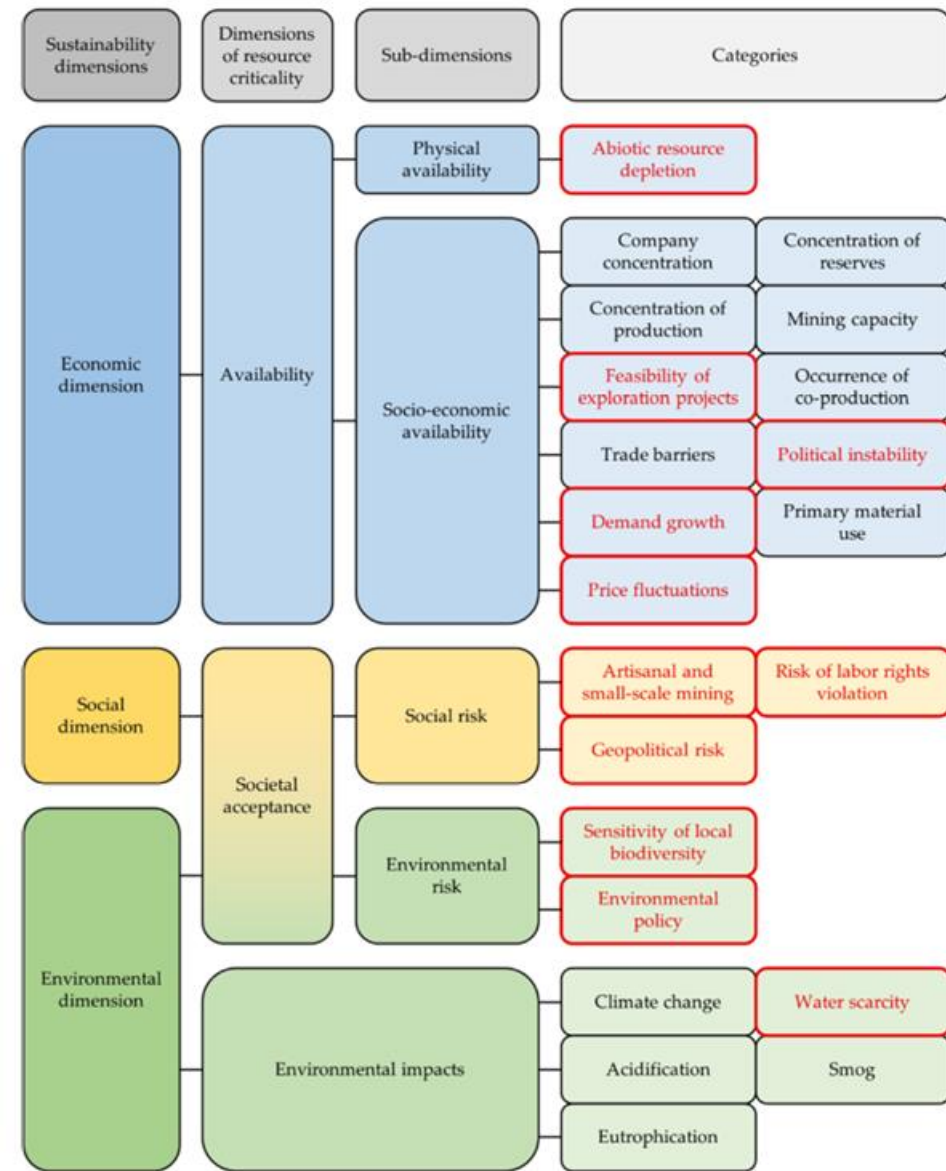 Sustainability
dimensions
Dimensions
of resource
criticality
Sub-dimensions
Categories
Economic
dimension
Availability
Physical
availability
Abiotic resource
depletion
Socio-economic
availability
Company
concentration
Concentration of
reserves
Concentration of
production
Mining capacity
Feasibility of
exploration projects
Occurrence of
co-production
Trade barriers
Political instability
Demand growth
Primary material
use
Price fluctuations
Social
dimension
Societal
acceptance
Social risk
Artisanal and
small-scale mining
Risk of labor rights
violation
Geopolitical risk
Environmental
dimension
Environmental
risk
Sensitivity of local
biodiversity
Environmental
policy
Environmental impacts
Climate change
Water scarcity
Acidification
Smog
Eutrophication